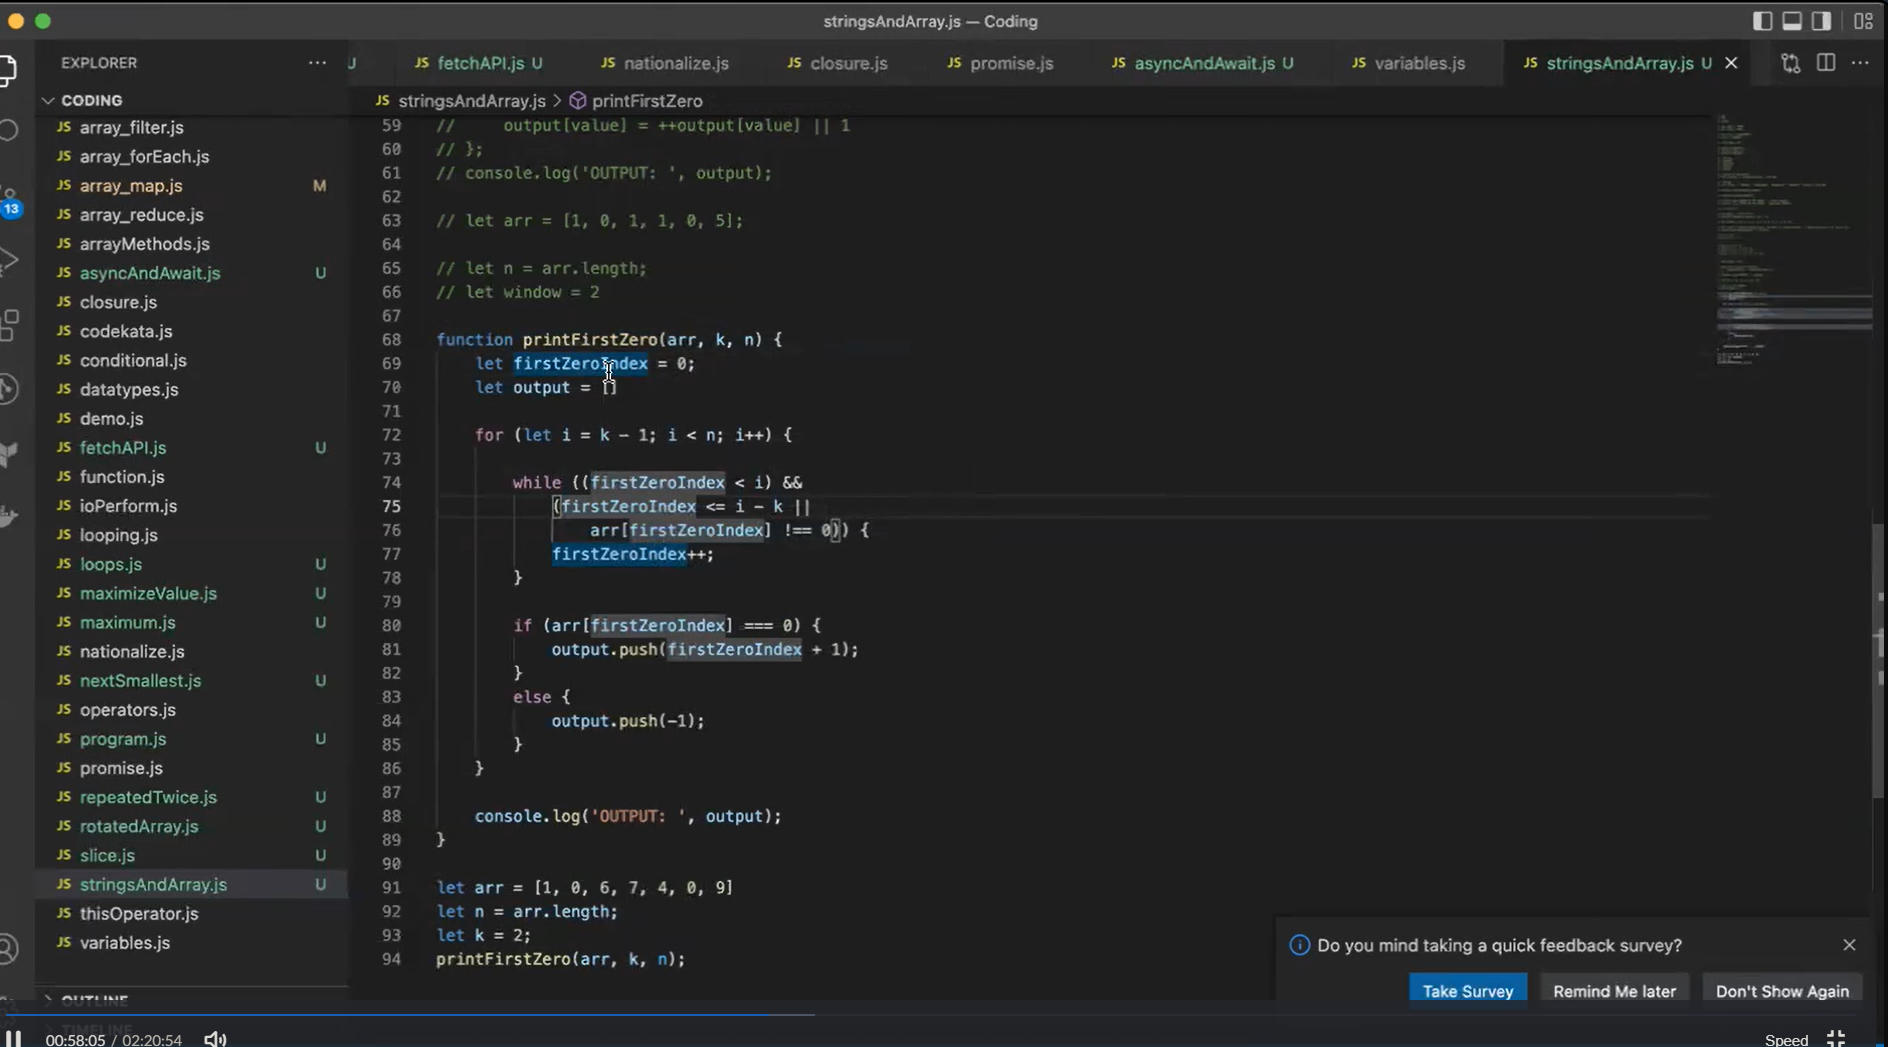 stringsAndArray.js — Coding
EXPLORER ···
U
JS fetchAPI.js U
JS nationalize.js
JS closure.js
JS promise.js
JS asyncAndAwait.js U
JS variables.js
JS stringsAndArray.js U
CODING
JS stringsAndArray.js > printFirstZero
JS array_filter.js
JS array_forEach.js
JS array_map.js M
JS array_reduce.js
JS arrayMethods.js
JS asyncAndAwait.js U
JS closure.js
JS codekata.js
JS conditional.js
JS datatypes.js
JS demo.js
JS fetchAPI.js U
JS function.js
JS ioPerform.js
JS looping.js
JS loops.js U
JS maximizeValue.js U
JS maximum.js U
JS nationalize.js
JS nextSmallest.js U
JS operators.js
JS program.js U
JS promise.js
JS repeatedTwice.js U
JS rotatedArray.js U
JS slice.js U
JS stringsAndArray.js U
JS thisOperator.js
JS variables.js
OUTLINE
TIMELINE
13
59 // output[value] = ++output[value] || 1
60 // };
61 // console.log('OUTPUT: ', output);
62
63 // let arr = [1, 0, 1, 1, 0, 5];
64
65 // let n = arr.length;
66 // let window = 2
67
68 function printFirstZero(arr, k, n) {
69 let firstZeroIndex = 0;
70 let output = []
71
72 for (let i = k - 1; i < n; i++) {
73
74 while ((firstZeroIndex < i) &&
75 (firstZeroIndex <= i - k ||
76 arr[firstZeroIndex] !== 0)) {
77 firstZeroIndex++;
78 }
79
80 if (arr[firstZeroIndex] === 0) {
81 output.push(firstZeroIndex + 1);
82 }
83 else {
84 output.push(-1);
85 }
86 }
87
88 console.log('OUTPUT: ', output);
89 }
90
91 let arr = [1, 0, 6, 7, 4, 0, 9]
92 let n = arr.length;
93 let k = 2;
94 printFirstZero(arr, k, n);
Do you mind taking a quick feedback survey?
Take Survey
Remind Me later
Don't Show Again
00:58:05 / 02:20:54
Speed